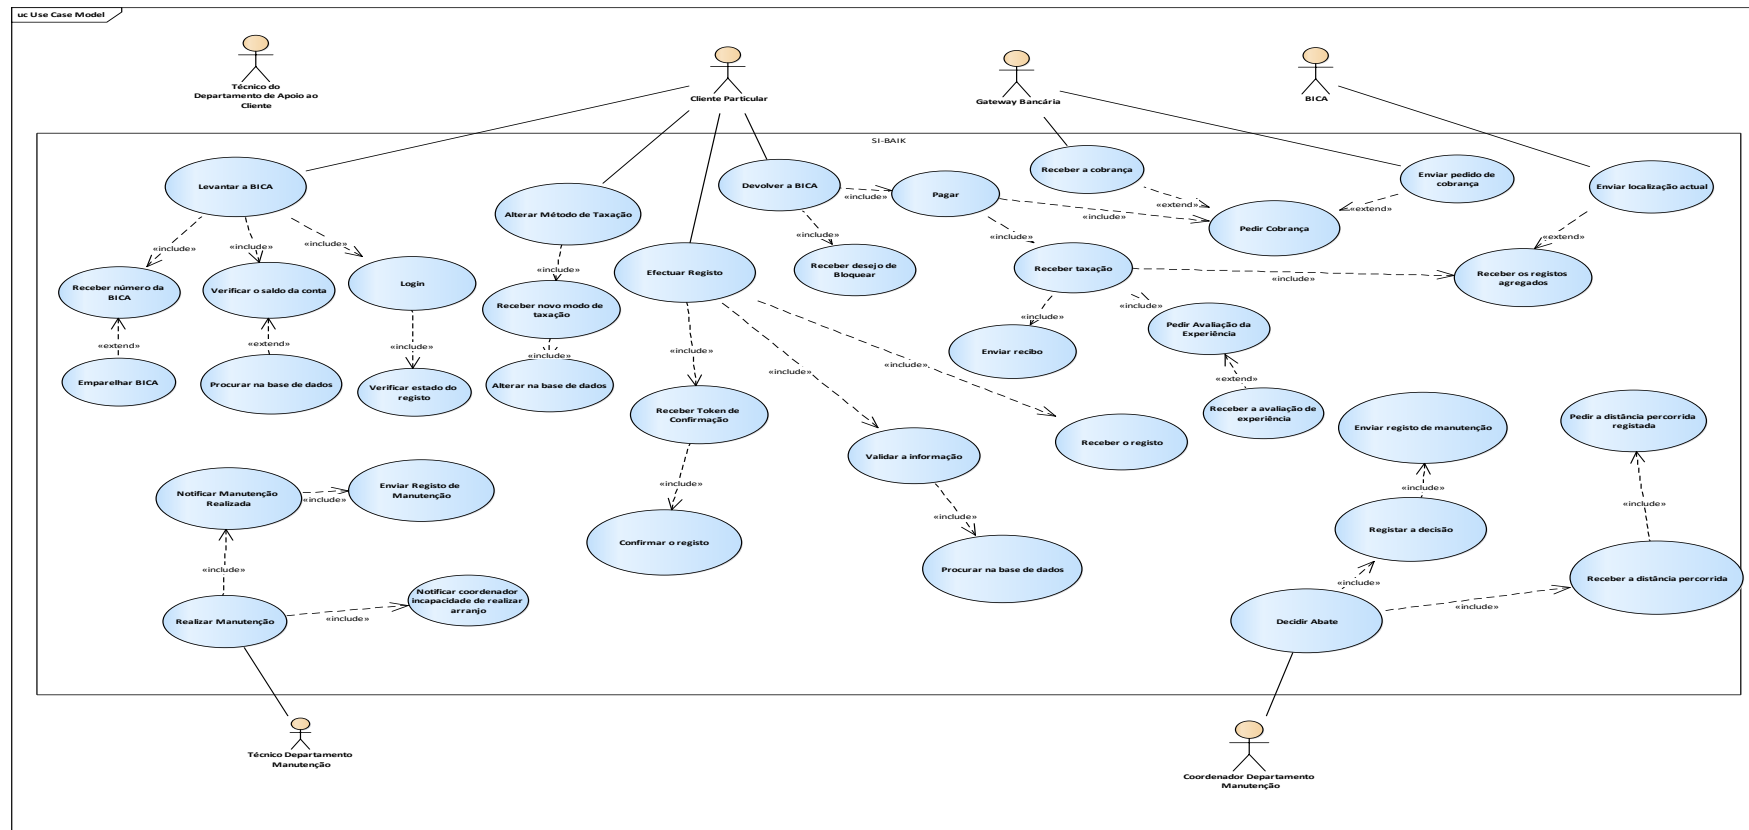 uc Use Case Model
Técnico do
Departamento de Apoio ao
Cliente
Cliente Particular
Gateway Bancária
BICA
SI-BAIK
Levantar a BICA
Alterar Método de Taxação
Devolver a BICA
«include»
Pagar
Receber a cobrança
Enviar pedido de
cobrança
Enviar localização actual
«extend»
«extend»
«include»
Pedir Cobrança
«include»
«include»
«include»
«include»
«include»
«extend»
Receber número da
BICA
Verificar o saldo da conta
Login
«include»
Efectuar Registo
Receber desejo de
Bloquear
Receber taxação
«include»
Receber os registos
agregados
Receber novo modo de
taxação
«include»
«include»
Pedir Avaliação da
Experiência
«extend»
«extend»
«include»
«include»
«include»
Enviar recibo
«include»
Emparelhar BICA
Procurar na base de dados
Verificar estado do
registo
Alterar na base de dados
«include»
«extend»
Receber Token de
Confirmação
Receber o registo
Receber a avaliação de
experiência
Enviar registo de manutenção
Pedir a distância percorrida
registada
Validar a informação
Notificar Manutenção
Realizada
«include»
Enviar Registo de
Manutenção
«include»
«include»
«include»
«include»
Confirmar o registo
Registar a decisão
«include»
Procurar na base de dados
«include»
Receber a distância percorrida
Notificar coordenador
incapacidade de realizar
arranjo
Realizar Manutenção
«include»
Decidir Abate
«include»
Técnico Departamento
Manutenção
Coordenador Departamento
Manutenção